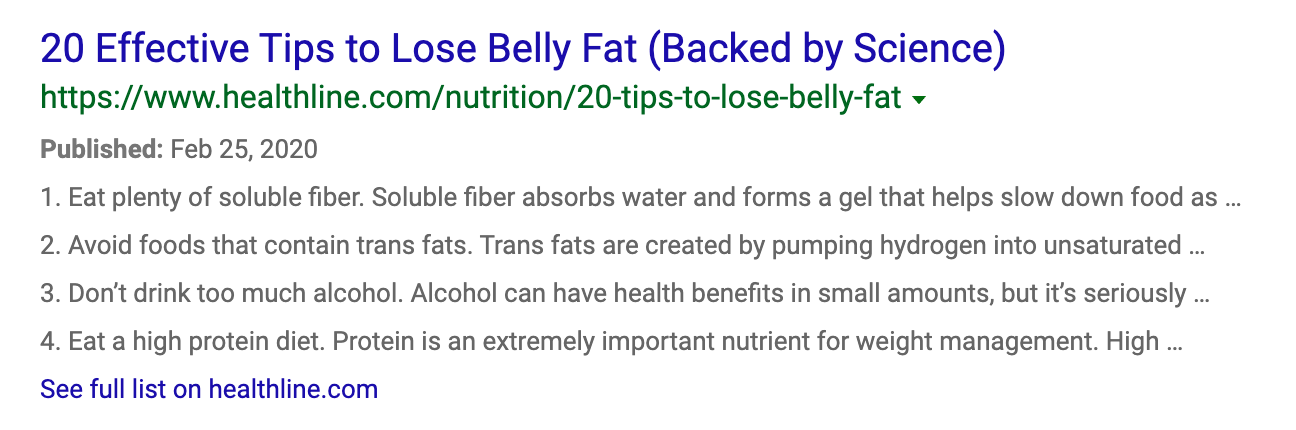 20 Effective Tips to Lose Belly Fat (Backed by Science)
https://www.healthline.com/nutrition/20-tips-to-lose-belly-fat
Published: Feb 25, 2020
1. Eat plenty of soluble fiber. Soluble fiber absorbs water and forms a gel that helps slow down food as ...
2. Avoid foods that contain trans fats. Trans fats are created by pumping hydrogen into unsaturated ...
3. Don’t drink too much alcohol. Alcohol can have health benefits in small amounts, but it’s seriously ...
4. Eat a high protein diet. Protein is an extremely important nutrient for weight management. High ...
See full list on healthline.com